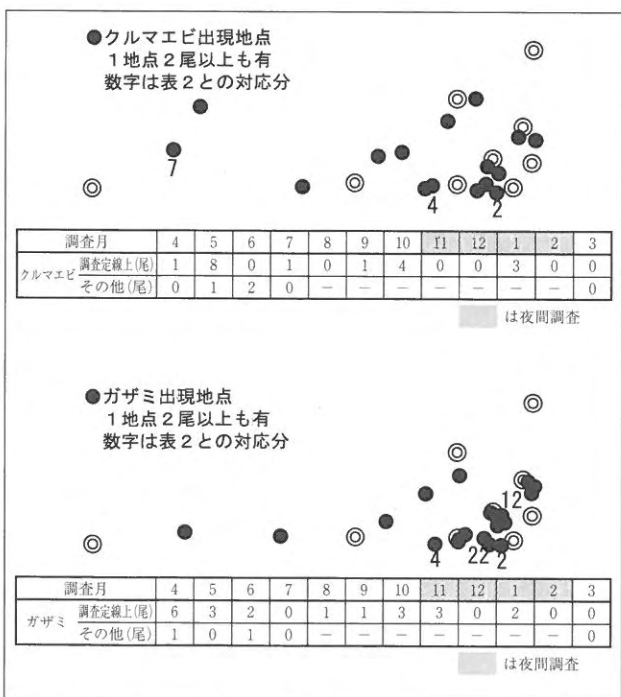 ●クルマエビ出現地点
1地点2尾以上も有
数字は表2との対応分
7
4
2
調査月 4 5 6 7 8 9 10 11 12 1 2 3
クルマエビ 調査定線上(尾) 1 8 0 1 0 1 4 0 0 3 0 0
その他(尾) 0 1 2 0 － － － － － － － 0
は夜間調査
●ガザミ出現地点
1地点2尾以上も有
数字は表2との対応分
12
4
22
2
調査月 4 5 6 7 8 9 10 11 12 1 2 3
ガザミ 調査定線上(尾) 6 3 2 0 1 1 3 3 0 2 0 0
その他(尾) 1 0 1 0 － － － － － － － 0
は夜間調査